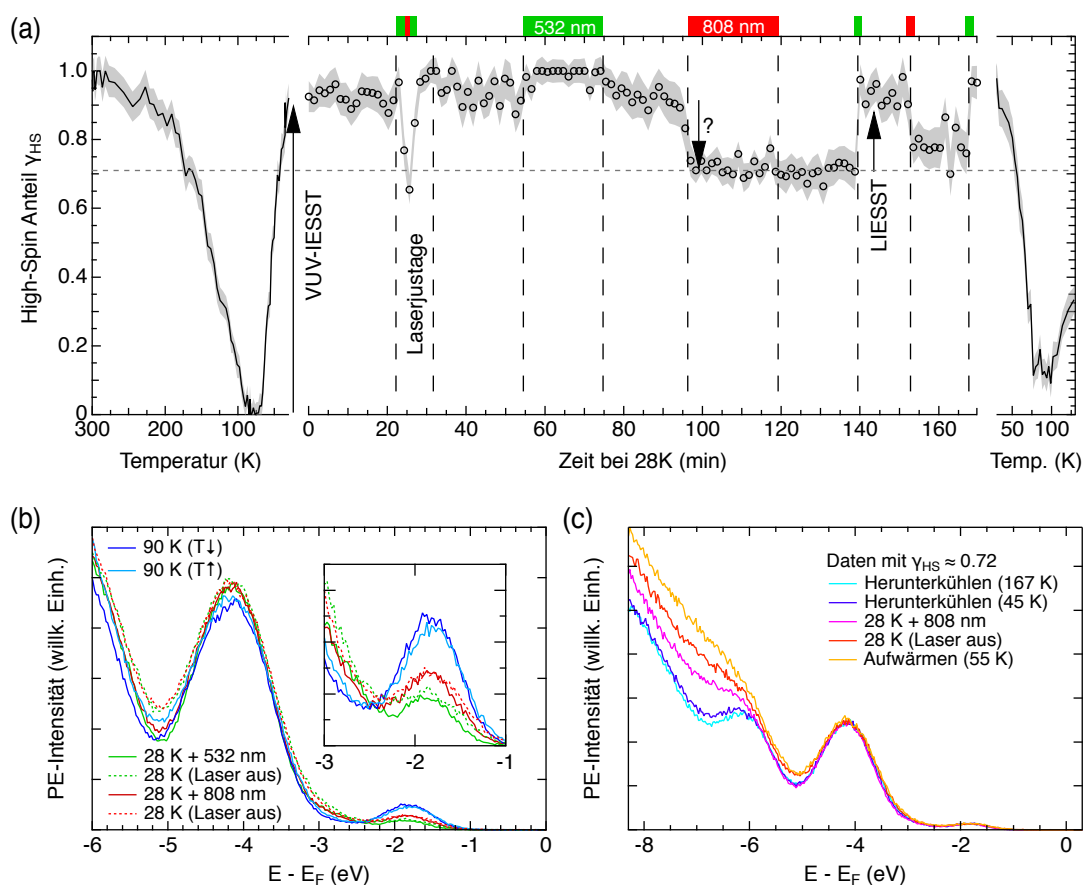 (a)
532 nm
808 nm
High-Spin Anteil γHS
1.0
0.8
0.6
0.4
0.2
0
300
200
100
Temperatur (K)
VUV-IESST
Laserjustage
?
LIESST
0
20
40
60
80
100
120
140
160
Zeit bei 28K (min)
50
100
Temp. (K)
(b)
PE-Intensität (willk. Einh.)
90 K (T↓)
90 K (T↑)
-3
-2
-1
28 K + 532 nm
28 K (Laser aus)
28 K + 808 nm
28 K (Laser aus)
-6
-5
-4
-3
-2
-1
0
E - EF (eV)
(c)
PE-Intensität (willk. Einh.)
Daten mit γHS ≈ 0.72
Herunterkühlen (167 K)
Herunterkühlen (45 K)
28 K + 808 nm
28 K (Laser aus)
Aufwärmen (55 K)
-8
-6
-4
-2
0
E - EF (eV)